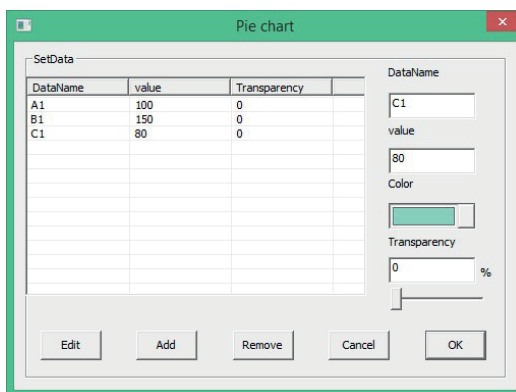 Pie chart
SetData
DataName value Transparency
A1 100 0
B1 150 0
C1 80 0
DataName
C1
value
80
Color
Transparency
0 %
Edit Add Remove Cancel OK